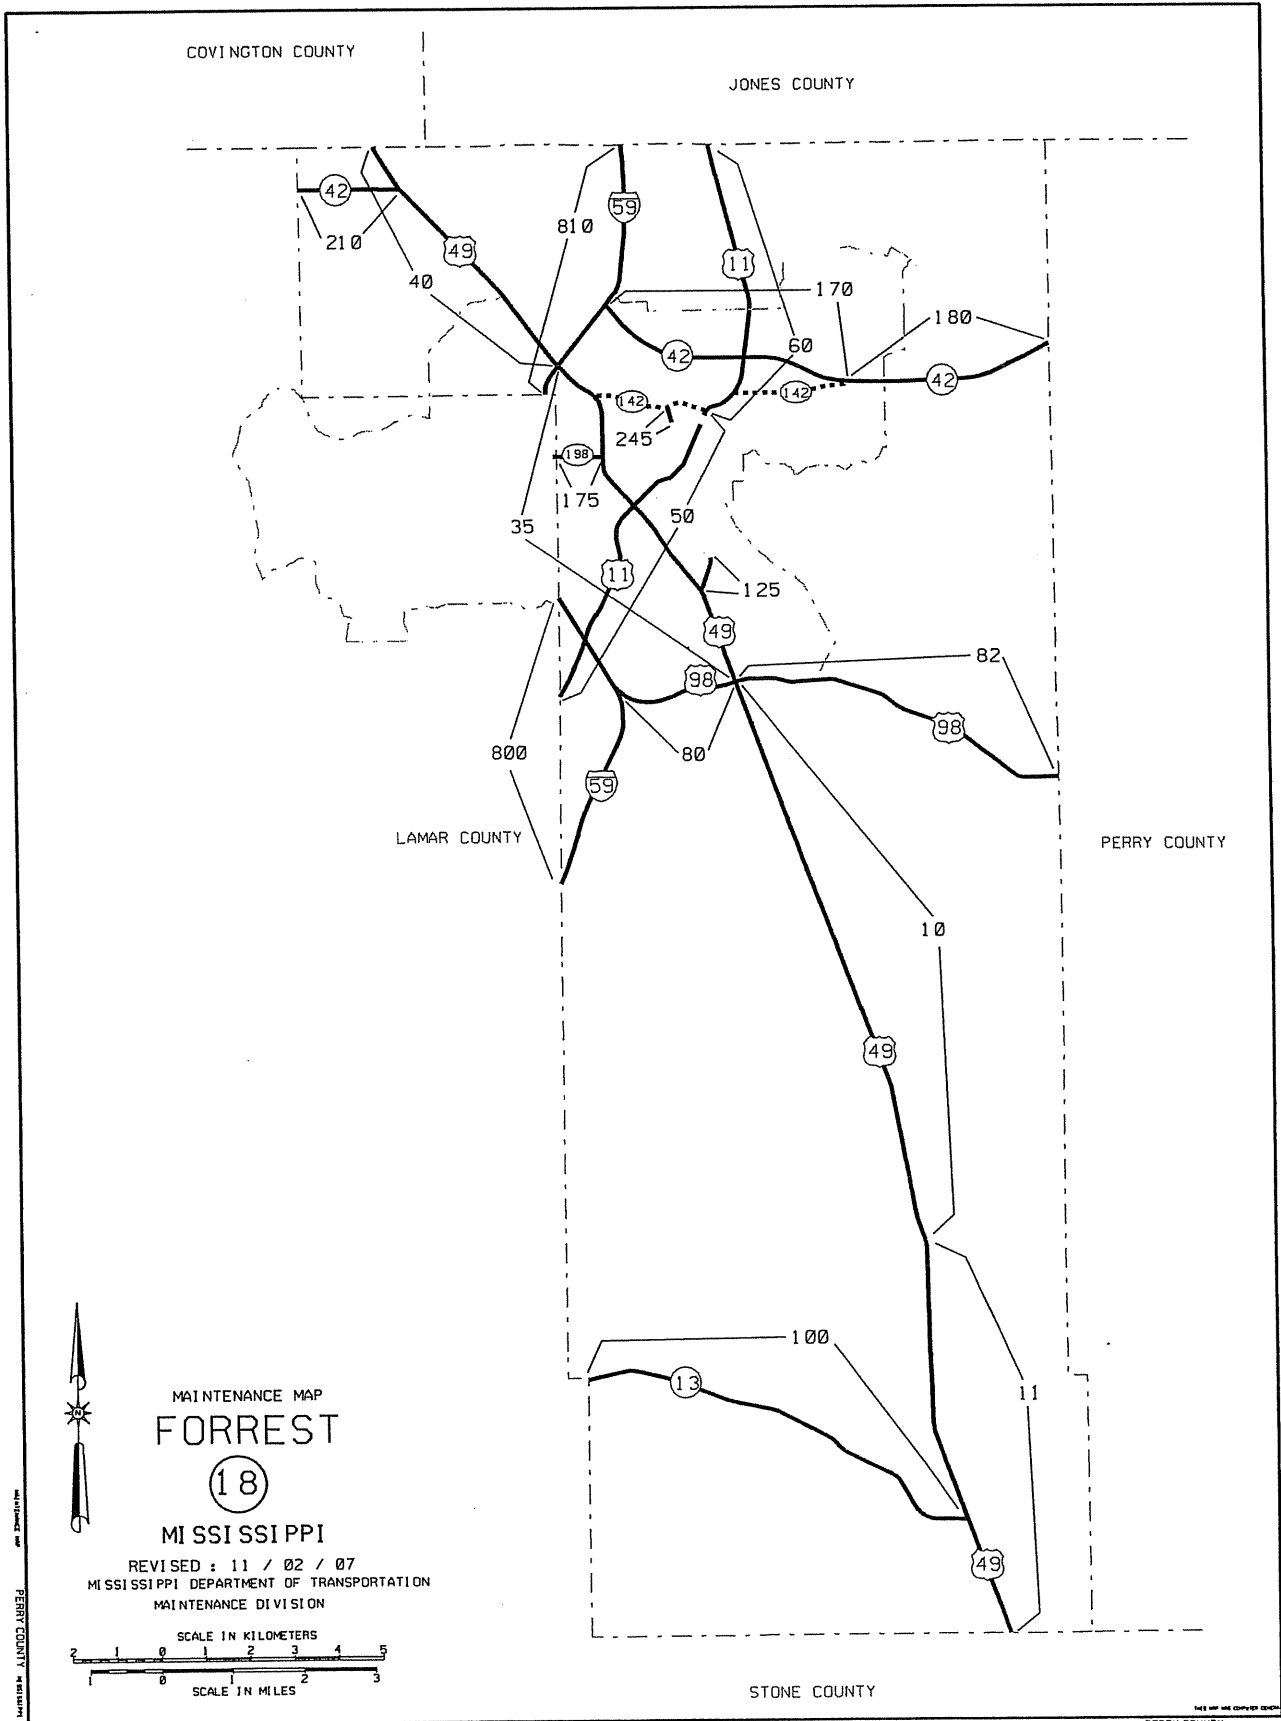 COVINGTON COUNTY
JONES COUNTY
42
59
210
49
810
11
40
170
180
60
42
42
142
142
245
198
175
50
35
11
125
49
82
98
98
80
800
59
LAMAR COUNTY
PERRY COUNTY
10
49
100
13
11
N
MAINTENANCE MAP
FORREST
18
MISSISSIPPI
REVISED : 11 / 02 / 07
MISSISSIPPI DEPARTMENT OF TRANSPORTATION
MAINTENANCE DIVISION
49
SCALE IN KILOMETERS
2 1 0 1 2 3 4 5
1 0 1 2 3
SCALE IN MILES
STONE COUNTY
MAINTENANCE MAP
PERRY COUNTY
MISSISSIPPI